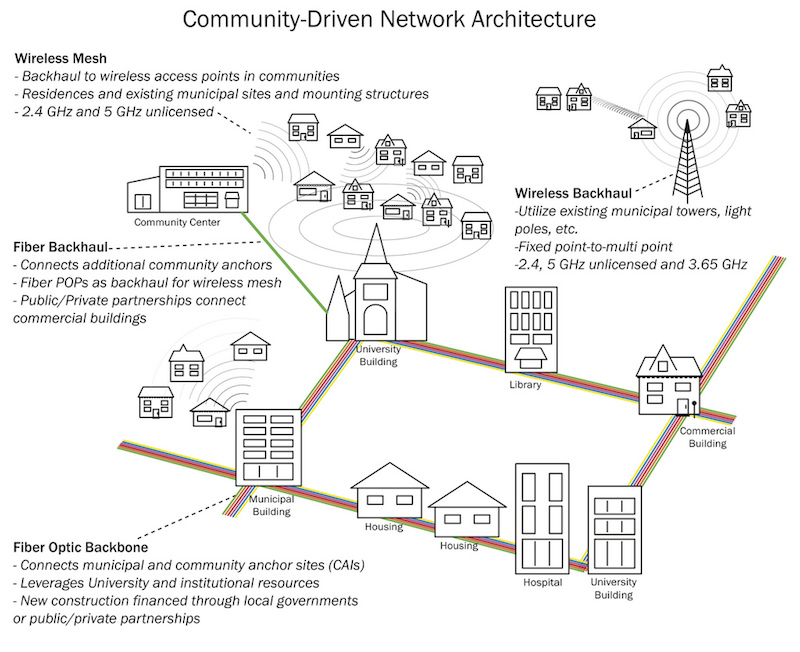 Community-Driven Network Architecture
Wireless Mesh
- Backhaul to wireless access points in communities
- Residences and existing municipal sites and mounting structures
- 2.4 GHz and 5 GHz unlicensed
Community Center
Wireless Backhaul
-Utilize existing municipal towers, light
poles, etc.
-Fixed point-to-multi point
-2.4, 5 GHz unlicensed and 3.65 GHz
Fiber Backhaul
- Connects additional community anchors
- Fiber POPs as backhaul for wireless mesh
- Public/Private partnerships connect
commercial buildings
University
Building
Library
Commercial
Building
Municipal
Building
Housing
Housing
Hospital
University
Building
Fiber Optic Backbone
- Connects municipal and community anchor sites (CAIs)
- Leverages University and institutional resources
- New construction financed through local governments
or public/private partnerships